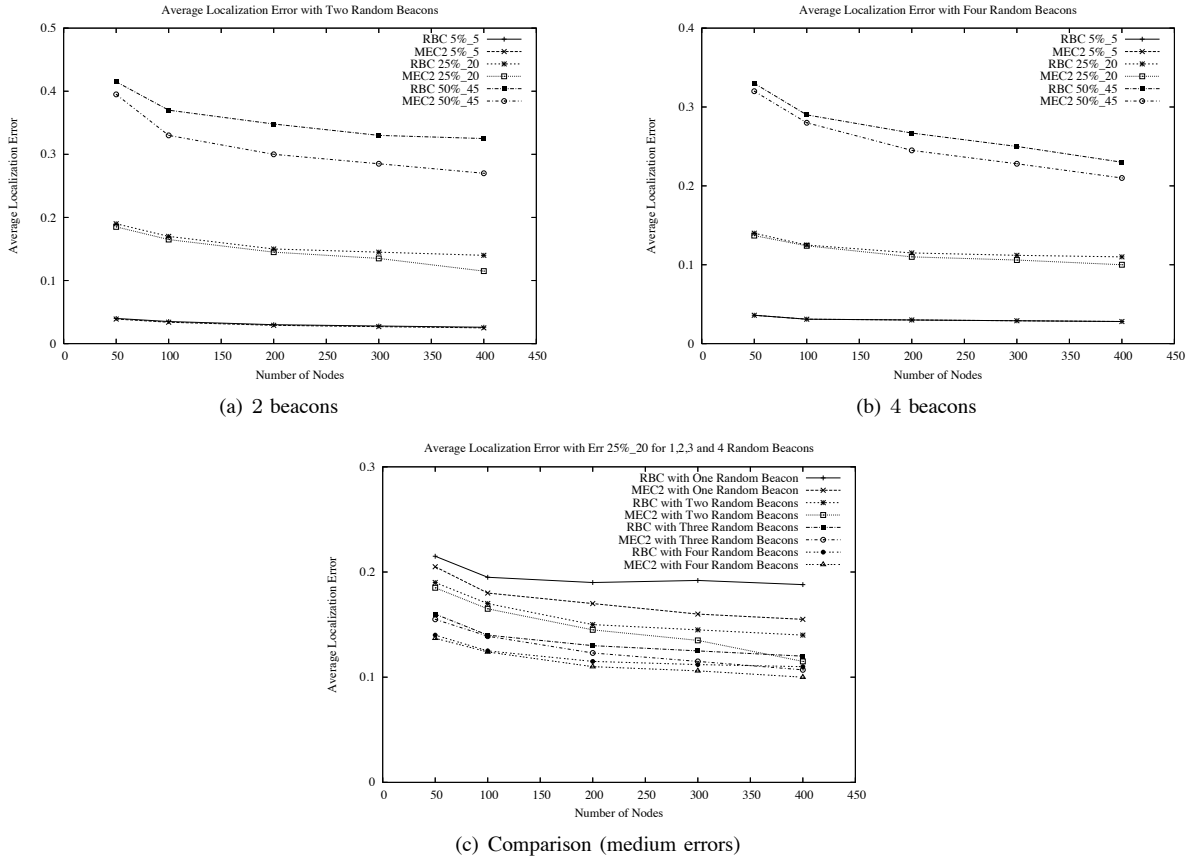 Average Localization Error with Two Random Beacons
0.5
0.4
0.3
0.2
0.1
0
0 50 100 150 200 250 300 350 400 450
Average Localization Error
Number of Nodes
RBC 5%_5
MEC2 5%_5
RBC 25%_20
MEC2 25%_20
RBC 50%_45
MEC2 50%_45
(a) 2 beacons
Average Localization Error with Four Random Beacons
0.4
0.3
0.2
0.1
0
0 50 100 150 200 250 300 350 400 450
Average Localization Error
Number of Nodes
RBC 5%_5
MEC2 5%_5
RBC 25%_20
MEC2 25%_20
RBC 50%_45
MEC2 50%_45
(b) 4 beacons
Average Localization Error with Err 25%_20 for 1,2,3 and 4 Random Beacons
0.3
0.2
0.1
0
0 50 100 150 200 250 300 350 400 450
Average Localization Error
Number of Nodes
RBC with One Random Beacon
MEC2 with One Random Beacon
RBC with Two Random Beacons
MEC2 with Two Random Beacons
RBC with Three Random Beacons
MEC2 with Three Random Beacons
RBC with Four Random Beacons
MEC2 with Four Random Beacons
(c) Comparison (medium errors)